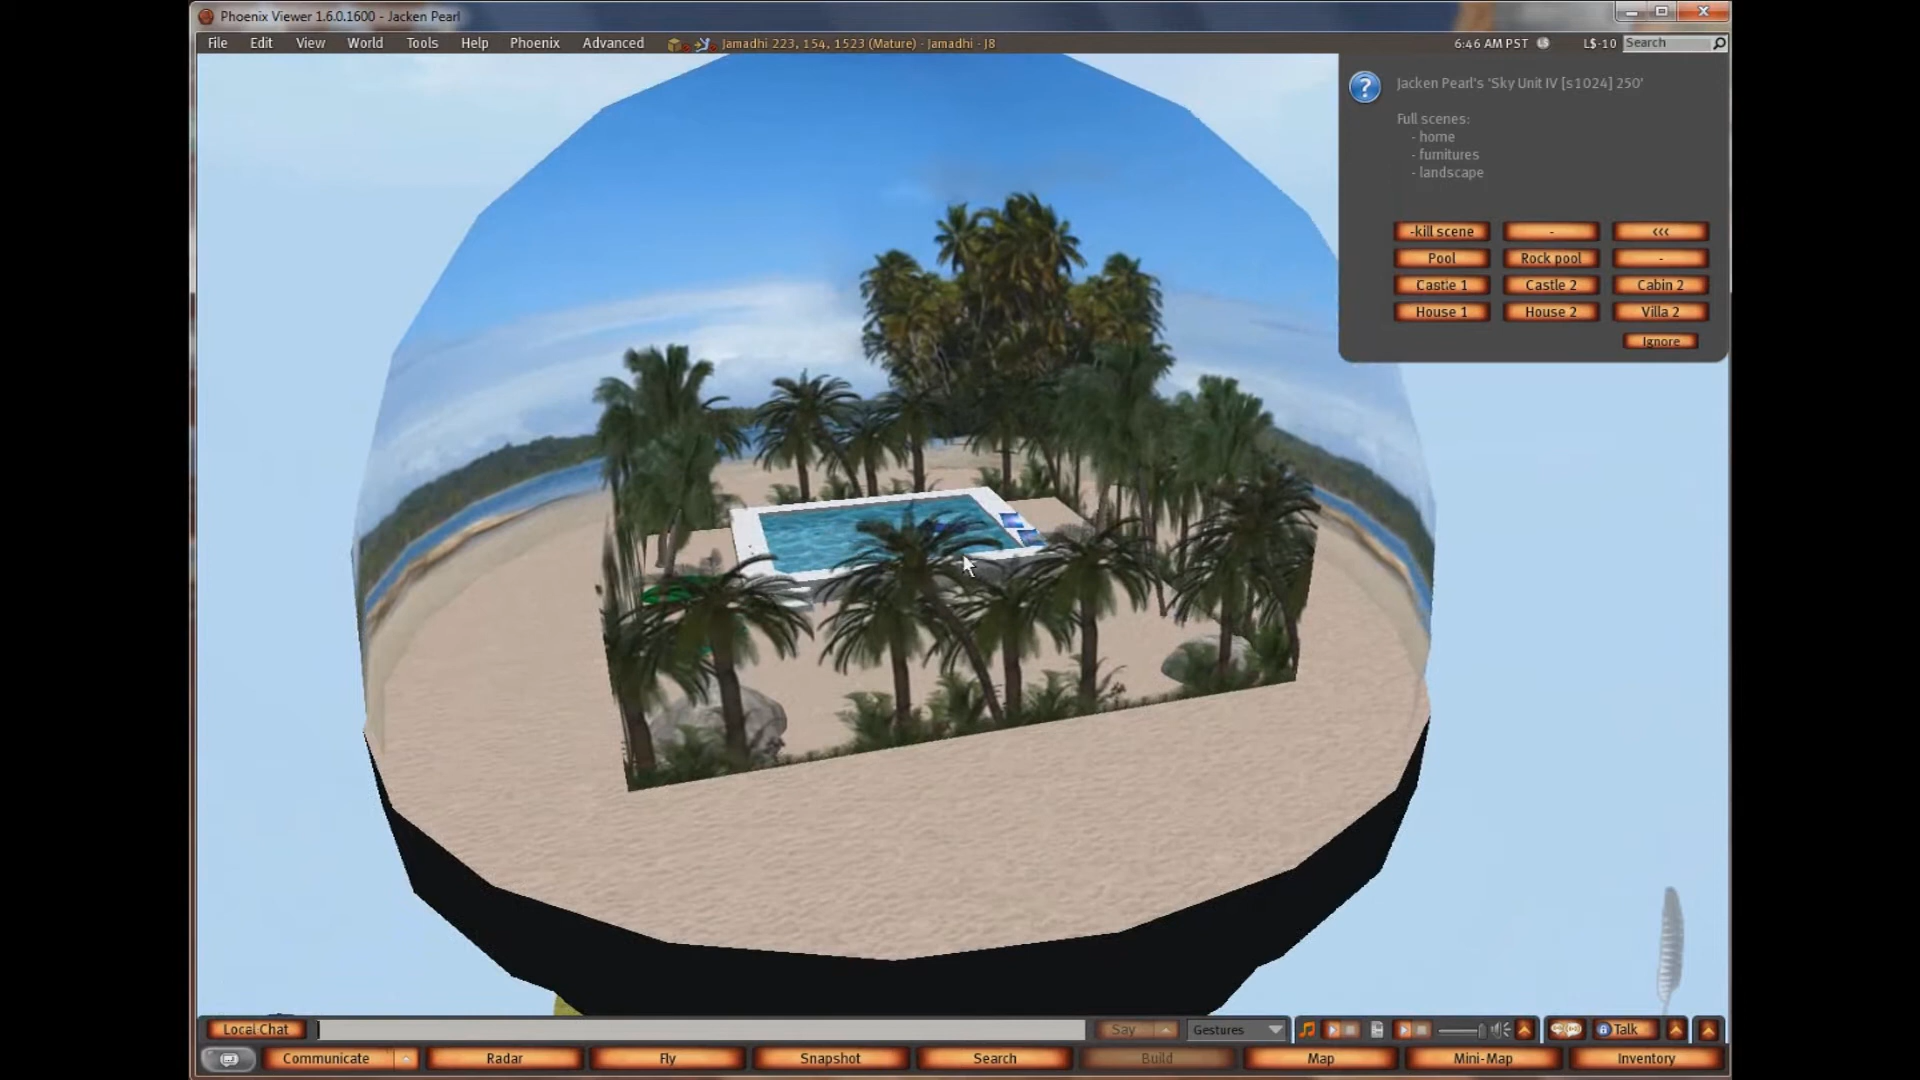 Phoenix Viewer 1.6.0.1600 - Jacken Pearl
File Edit View World Tools Help Phoenix Advanced Jamadhi 223, 154, 1523 (Mature) - Jamadhi - J8 6:46 AM PST L$-10 Search
Jacken Pearl's 'Sky Unit IV [s1024] 250'
Full scenes:
- home
- furnitures
- landscape
-kill scene - <<<
Pool Rock pool -
Castle 1 Castle 2 Cabin 2
House 1 House 2 Villa 2
Ignore
Local Chat Say Gestures Talk
Communicate Radar Fly Snapshot Search Build Map Mini-Map Inventory